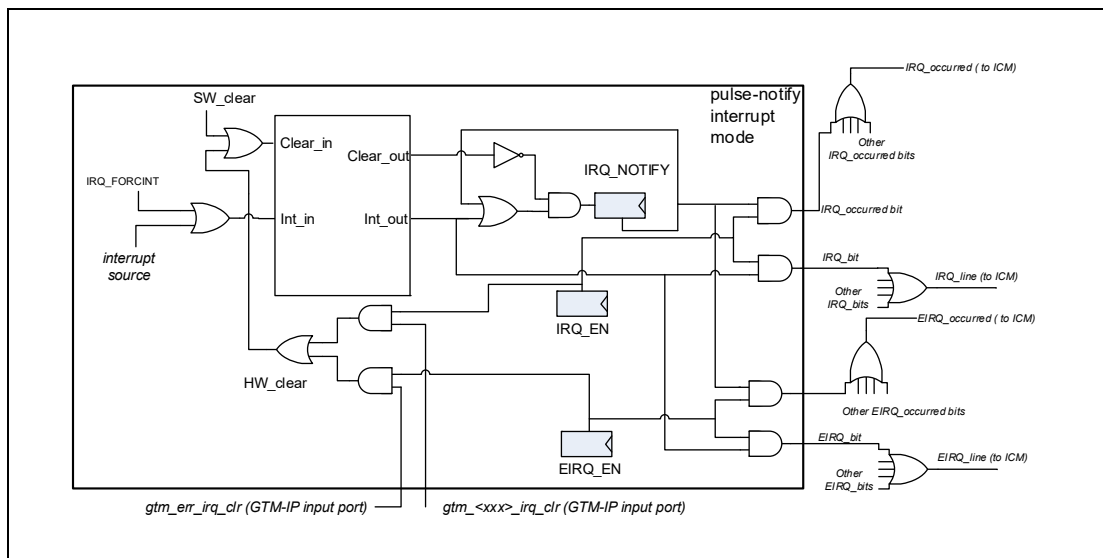 IRQ_occurred ( to ICM)
pulse-notify
interrupt
mode
SW_clear
Other
IRQ_occurred bits
Clear_in
Clear_out
IRQ_NOTIFY
IRQ_FORCINT
Int_in
Int_out
IRQ_occurred bit
interrupt
source
IRQ_bit
IRQ_line (to ICM)
Other
IRQ_bits
IRQ_EN
EIRQ_occurred ( to ICM)
HW_clear
Other EIRQ_occurred bits
EIRQ_bit
EIRQ_EN
EIRQ_line (to ICM)
Other
EIRQ_bits
gtm_err_irq_clr (GTM-IP input port)
gtm_<xxx>_irq_clr (GTM-IP input port)